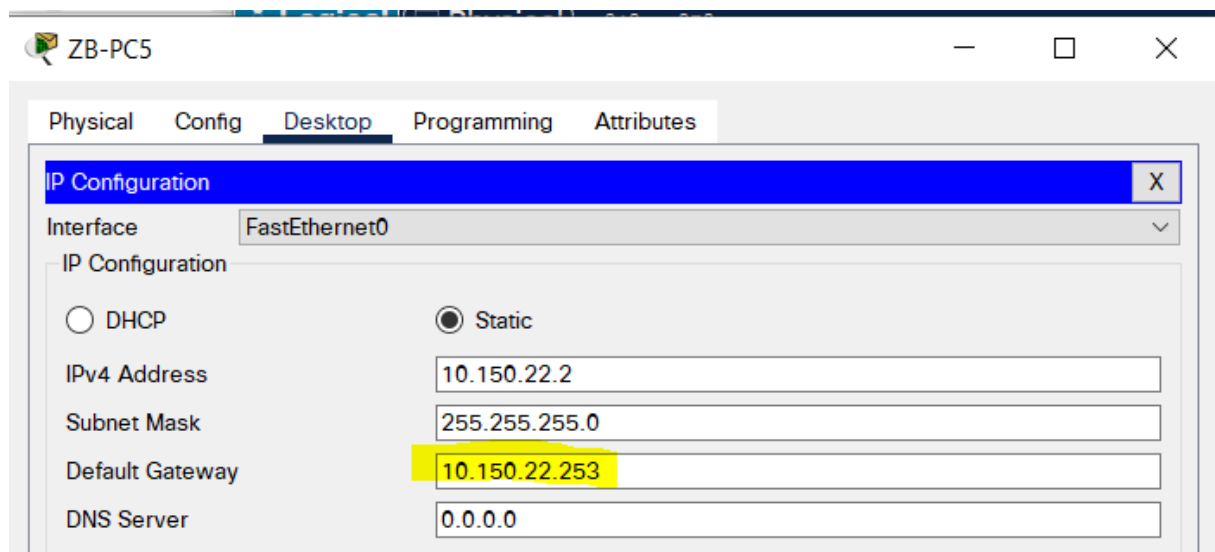 ZB-PC5
Physical Config Desktop Programming Attributes
IP Configuration X
Interface FastEthernet0
IP Configuration
DHCP Static
IPv4 Address 10.150.22.2
Subnet Mask 255.255.255.0
Default Gateway 10.150.22.253
DNS Server 0.0.0.0